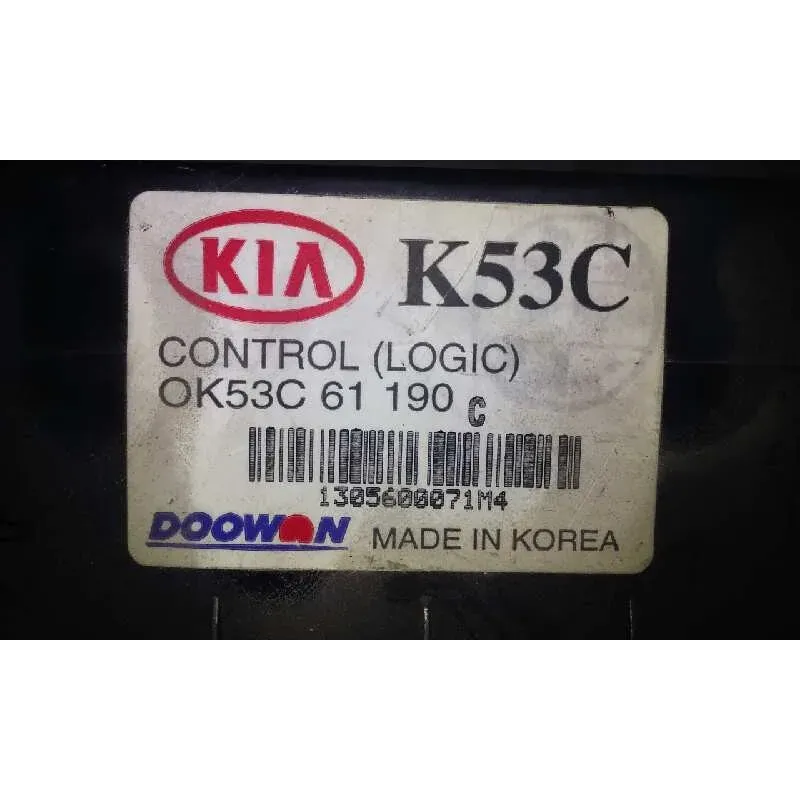 KIA K53C
CONTROL (LOGIC)
OK53C 61 190 C
1305600071M4
DOOWON MADE IN KOREA